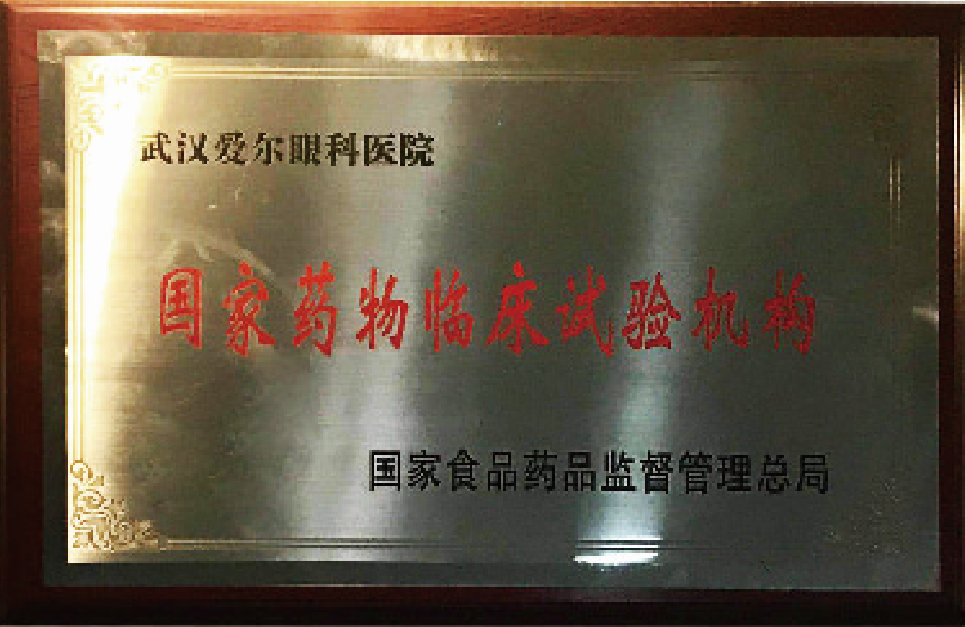 武汉爱尔眼科医院
国家药物临床试验机构
国家食品药品监督管理总局